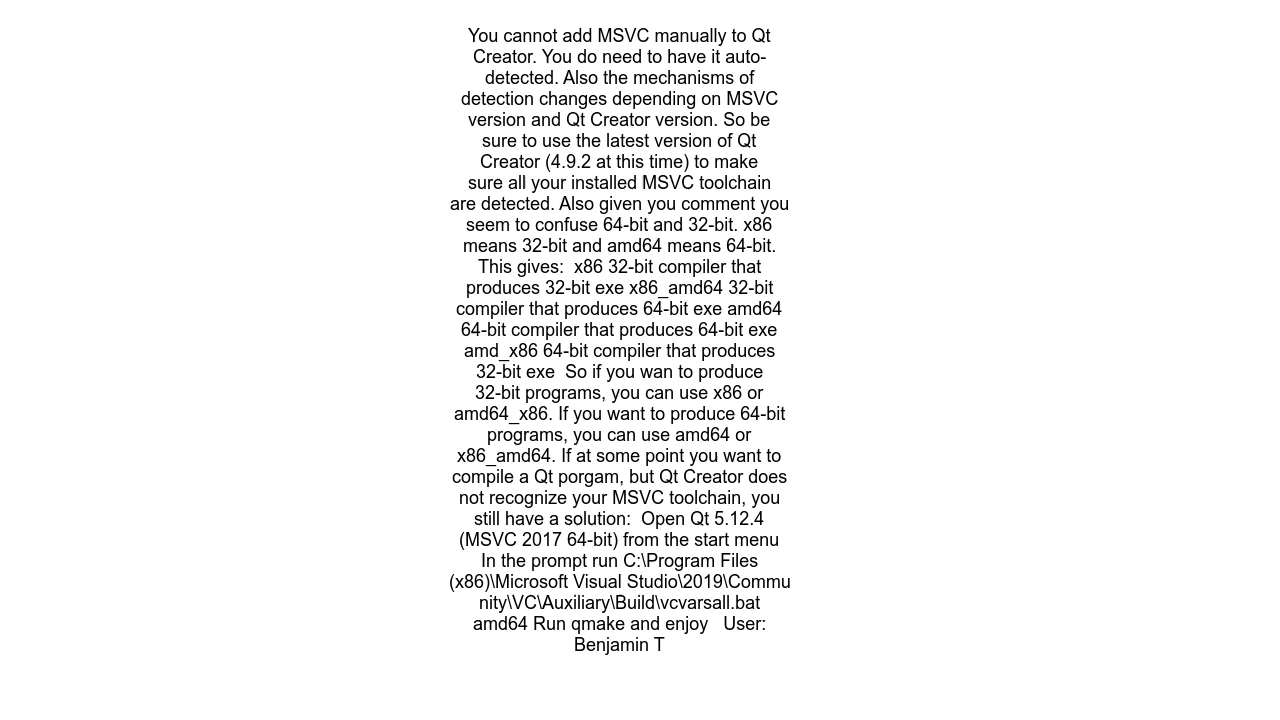 You cannot add MSVC manually to Qt
Creator. You do need to have it auto-
detected. Also the mechanisms of
detection changes depending on MSVC
version and Qt Creator version. So be
sure to use the latest version of Qt
Creator (4.9.2 at this time) to make
sure all your installed MSVC toolchain
are detected. Also given you comment you
seem to confuse 64-bit and 32-bit. x86
means 32-bit and amd64 means 64-bit.
This gives:  x86 32-bit compiler that
produces 32-bit exe x86_amd64 32-bit
compiler that produces 64-bit exe amd64
64-bit compiler that produces 64-bit exe
amd_x86 64-bit compiler that produces
32-bit exe  So if you wan to produce
32-bit programs, you can use x86 or
amd64_x86. If you want to produce 64-bit
programs, you can use amd64 or
x86_amd64. If at some point you want to
compile a Qt porgam, but Qt Creator does
not recognize your MSVC toolchain, you
still have a solution:  Open Qt 5.12.4
(MSVC 2017 64-bit) from the start menu
In the prompt run C:\Program Files
(x86)\Microsoft Visual Studio\2019\Commu
nity\VC\Auxiliary\Build\vcvarsall.bat
amd64 Run qmake and enjoy   User:
Benjamin T